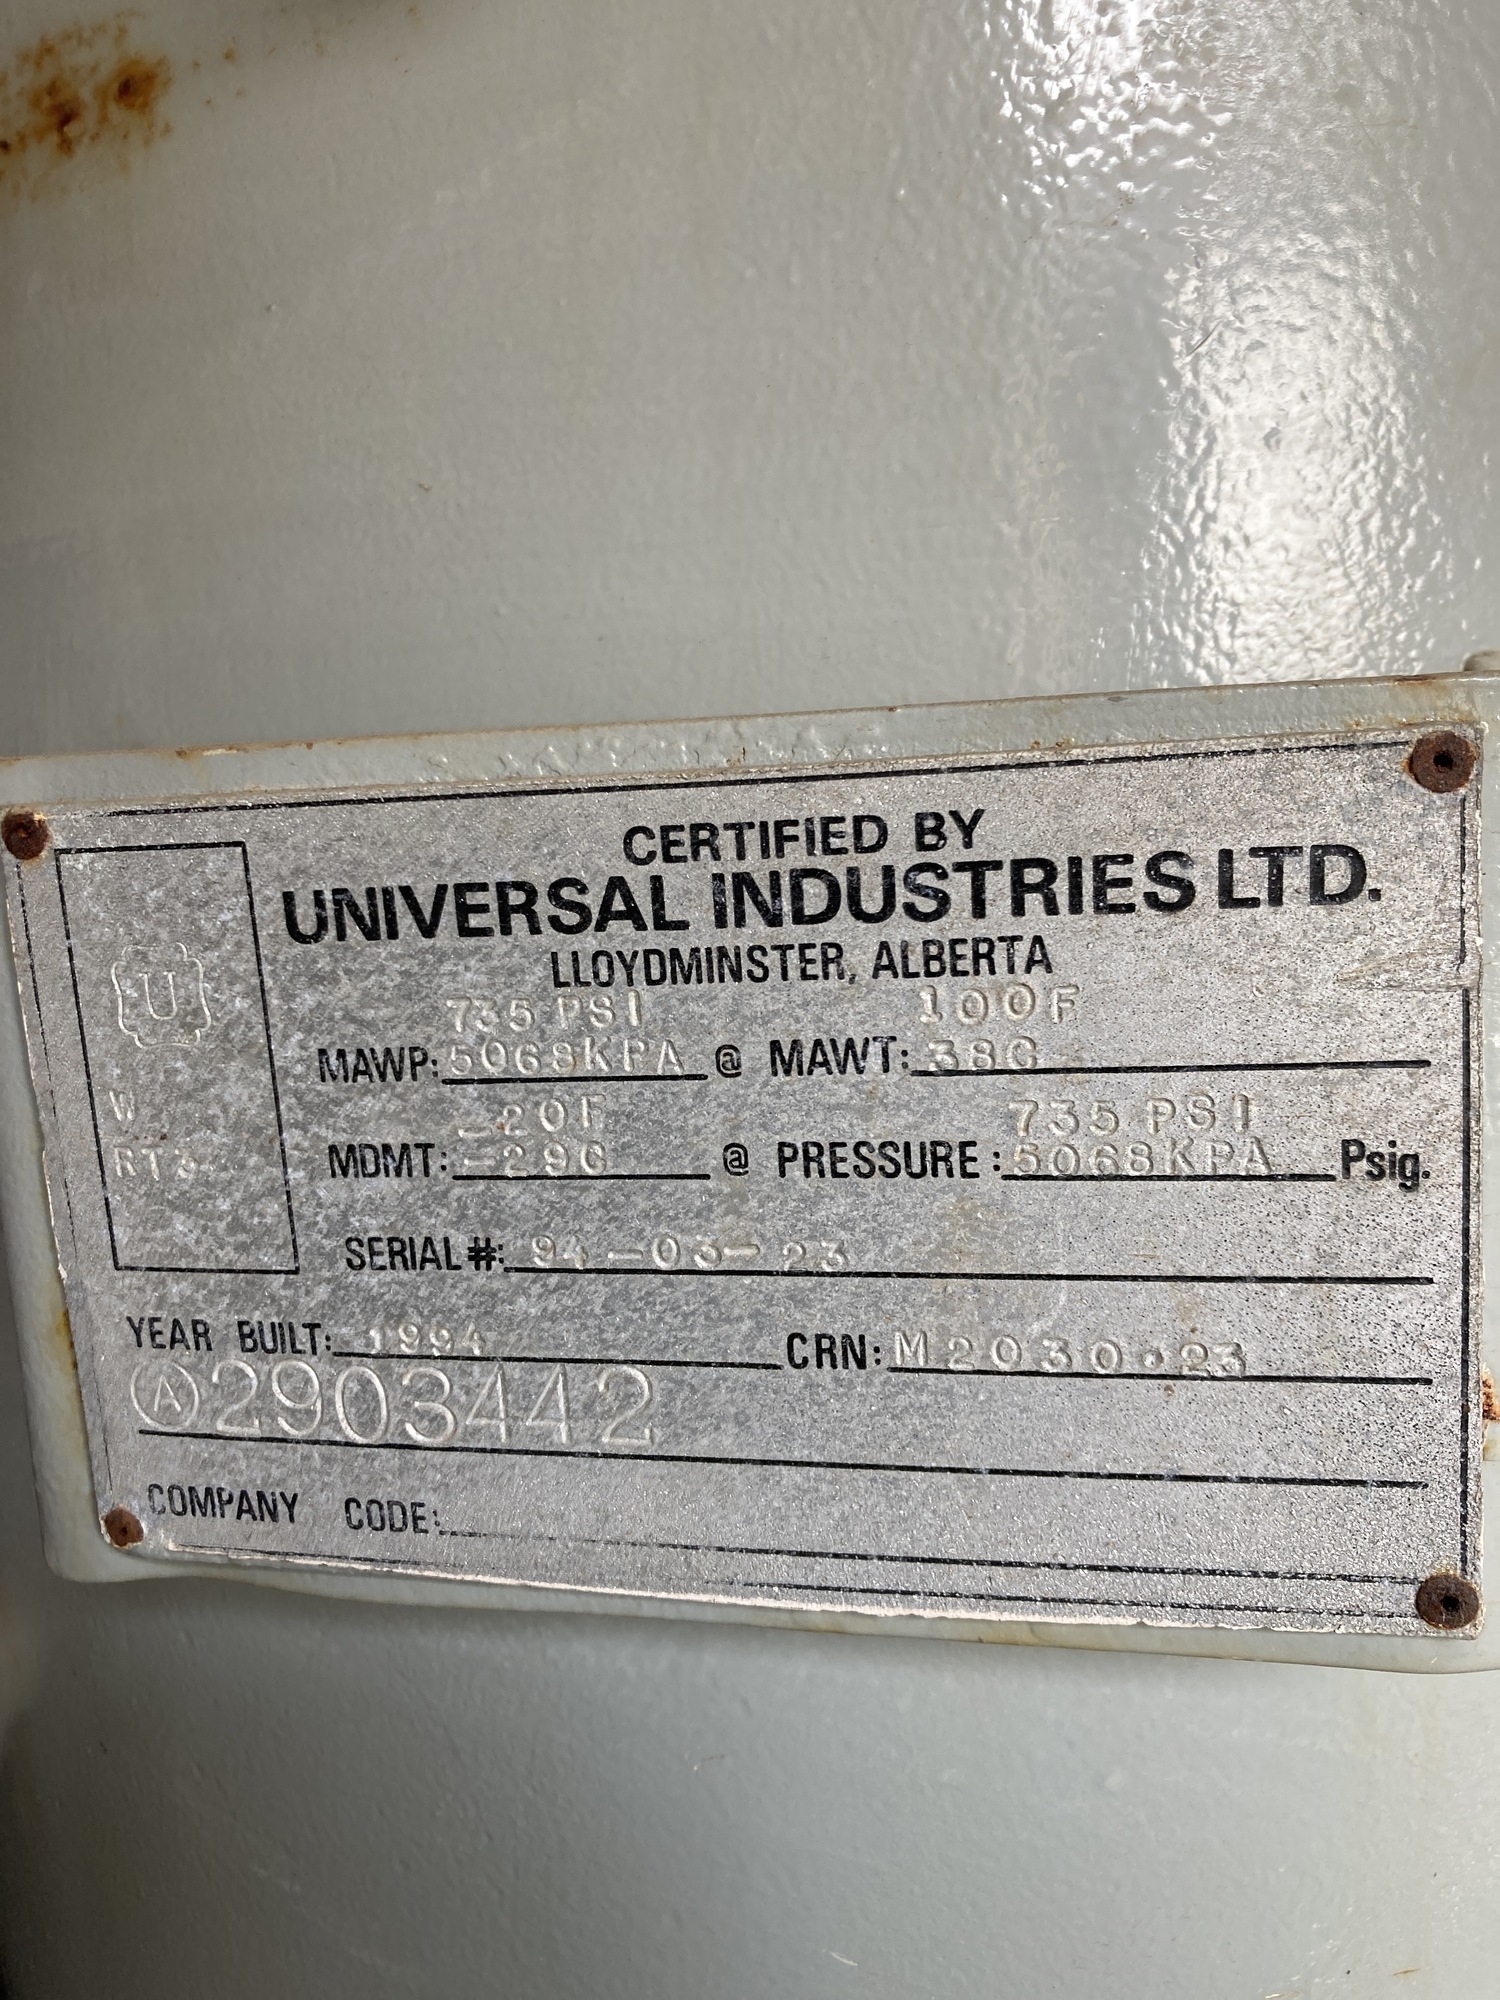 CERTIFIED BY
UNIVERSAL INDUSTRIES LTD.
LLOYDMINSTER, ALBERTA
U
735 PSI 100F
MAWP: 5068KPA @ MAWT: 38C
W
-20F 735 PSI
RT3 MDMT: -29C @ PRESSURE: 5068KPA Psig.
SERIAL #: 94-03-23
YEAR BUILT: 1994 CRN: M2030.23
A 2903442
COMPANY CODE: